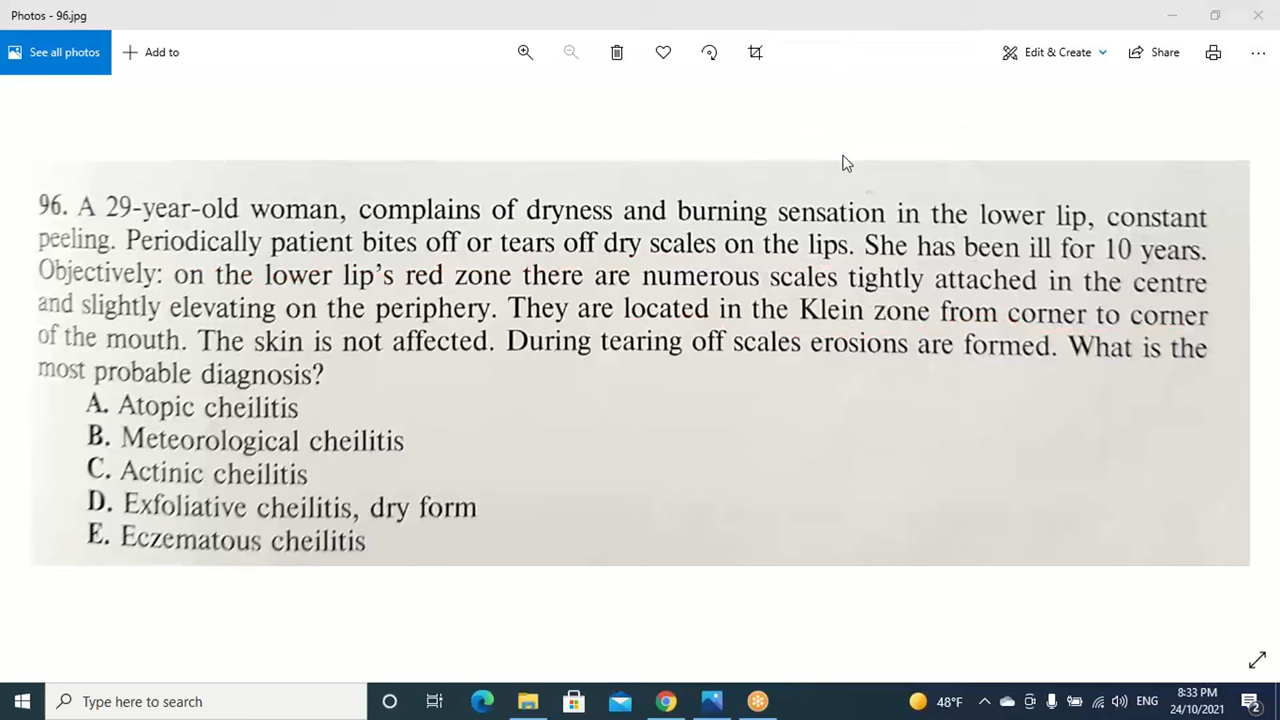 Photos - 96.jpg
See all photos
Add to
Edit & Create
Share
96. A 29-year-old woman, complains of dryness and burning sensation in the lower lip, constant
peeling. Periodically patient bites off or tears off dry scales on the lips. She has been ill for 10 years.
Objectively: on the lower lip's red zone there are numerous scales tightly attached in the centre
and slightly elevating on the periphery. They are located in the Klein zone from corner to corner
of the mouth. The skin is not affected. During tearing off scales erosions are formed. What is the
most probable diagnosis?
A. Atopic cheilitis
B. Meteorological cheilitis
C. Actinic cheilitis
D. Exfoliative cheilitis, dry form
E. Eczematous cheilitis
Type here to search
48°F
ENG
8:33 PM
24/10/2021
2